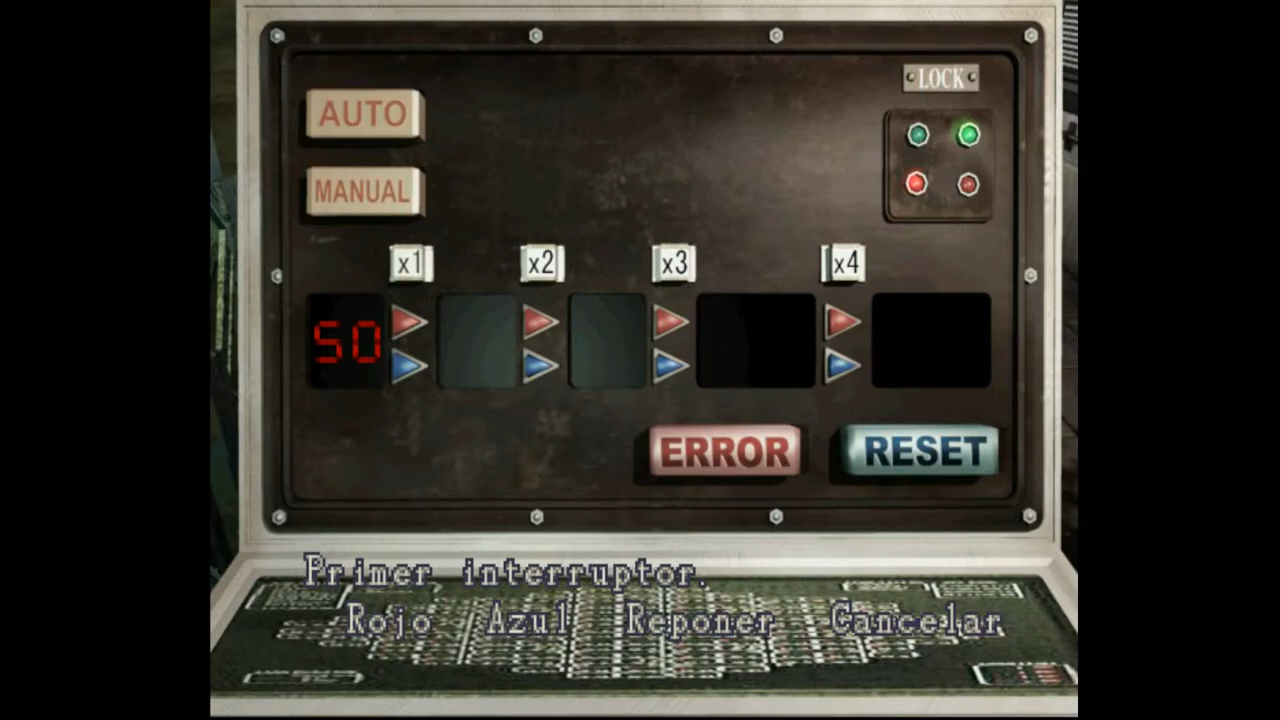 LOCK
AUTO
MANUAL
x1 x2 x3 x4
50
ERROR RESET
Primer interruptor.
Rojo Azul Reponer Cancelar